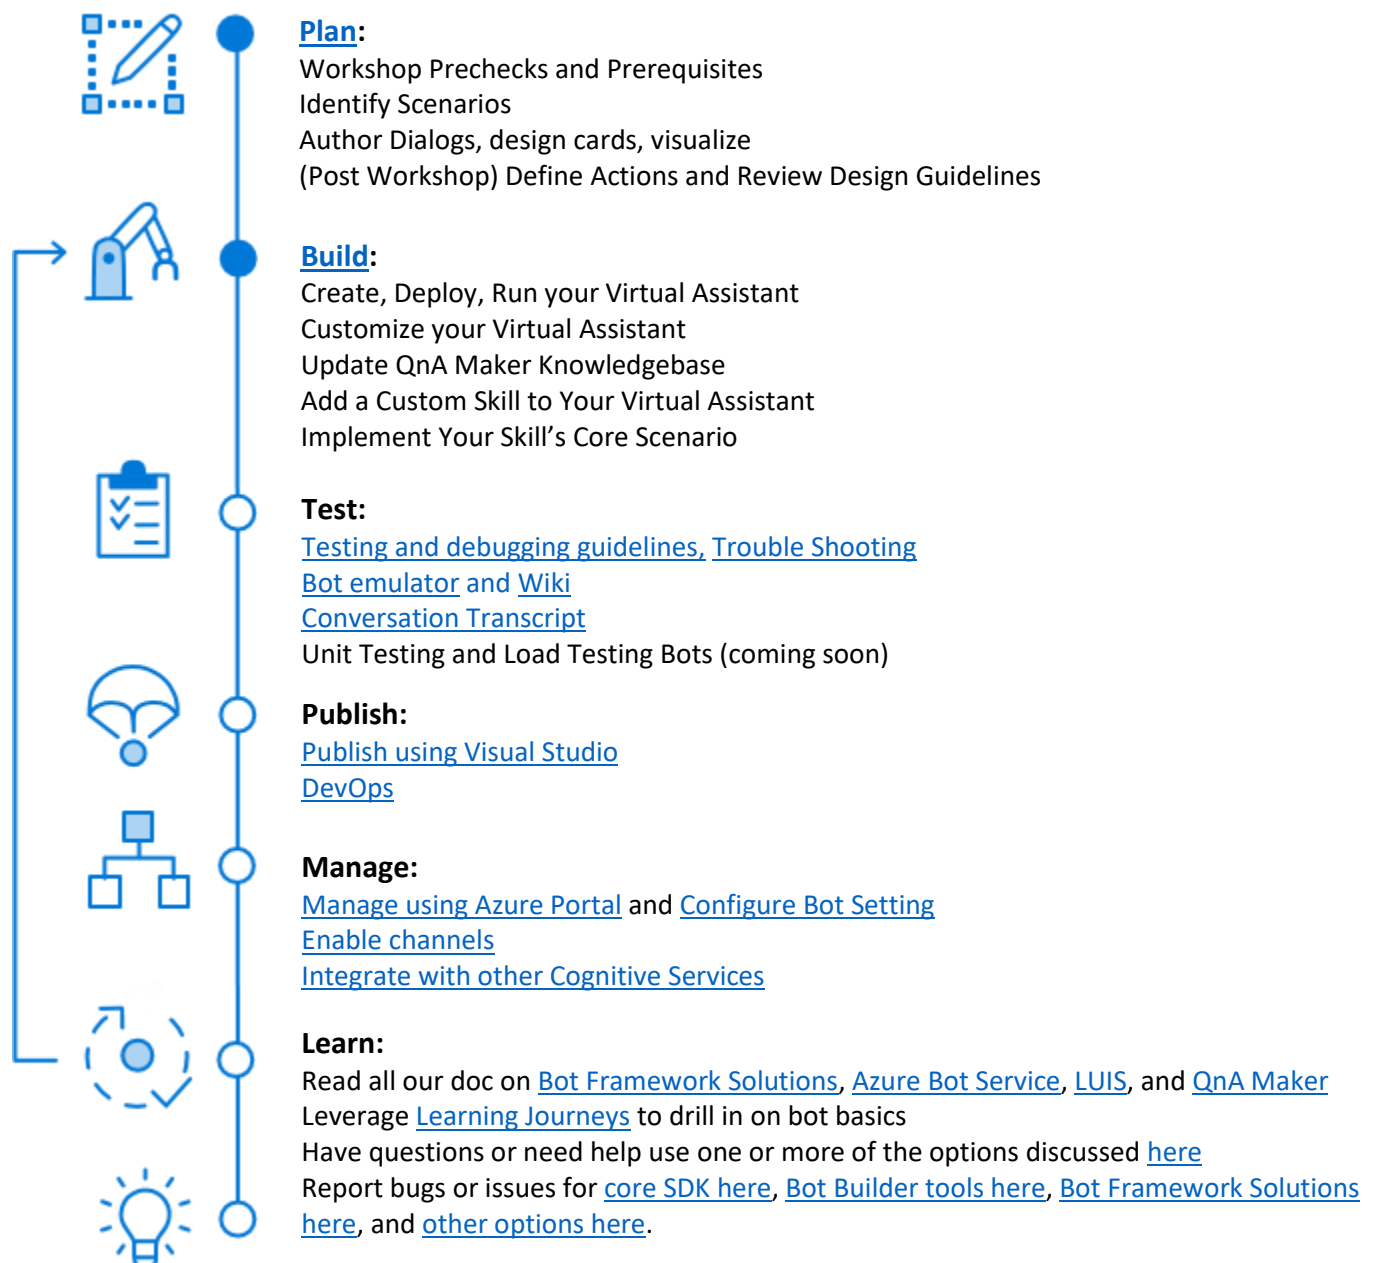 Plan:
Workshop Prechecks and Prerequisites
Identify Scenarios
Author Dialogs, design cards, visualize
(Post Workshop) Define Actions and Review Design Guidelines
Build:
Create, Deploy, Run your Virtual Assistant
Customize your Virtual Assistant
Update QnA Maker Knowledgebase
Add a Custom Skill to Your Virtual Assistant
Implement Your Skill’s Core Scenario
Test:
Testing and debugging guidelines, Trouble Shooting
Bot emulator and Wiki
Conversation Transcript
Unit Testing and Load Testing Bots (coming soon)
Publish:
Publish using Visual Studio
DevOps
Manage:
Manage using Azure Portal and Configure Bot Setting
Enable channels
Integrate with other Cognitive Services
Learn:
Read all our doc on Bot Framework Solutions, Azure Bot Service, LUIS, and QnA Maker
Leverage Learning Journeys to drill in on bot basics
Have questions or need help use one or more of the options discussed here
Report bugs or issues for core SDK here, Bot Builder tools here, Bot Framework Solutions
here, and other options here.